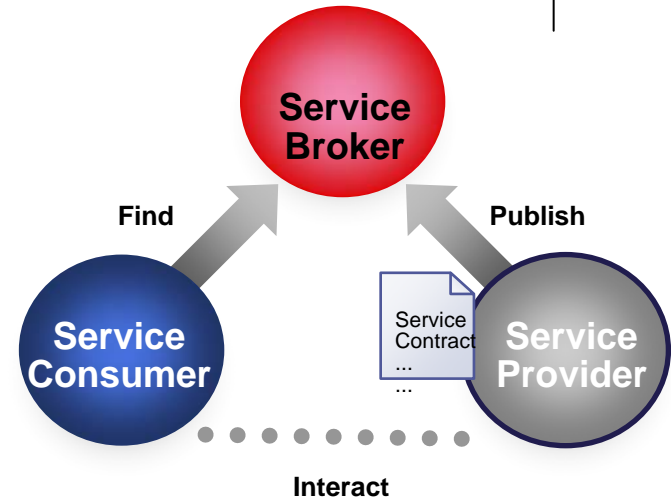 Service
Broker
Find
Publish
Service
Contract
...
...
Service
Consumer
Service
Provider
Interact